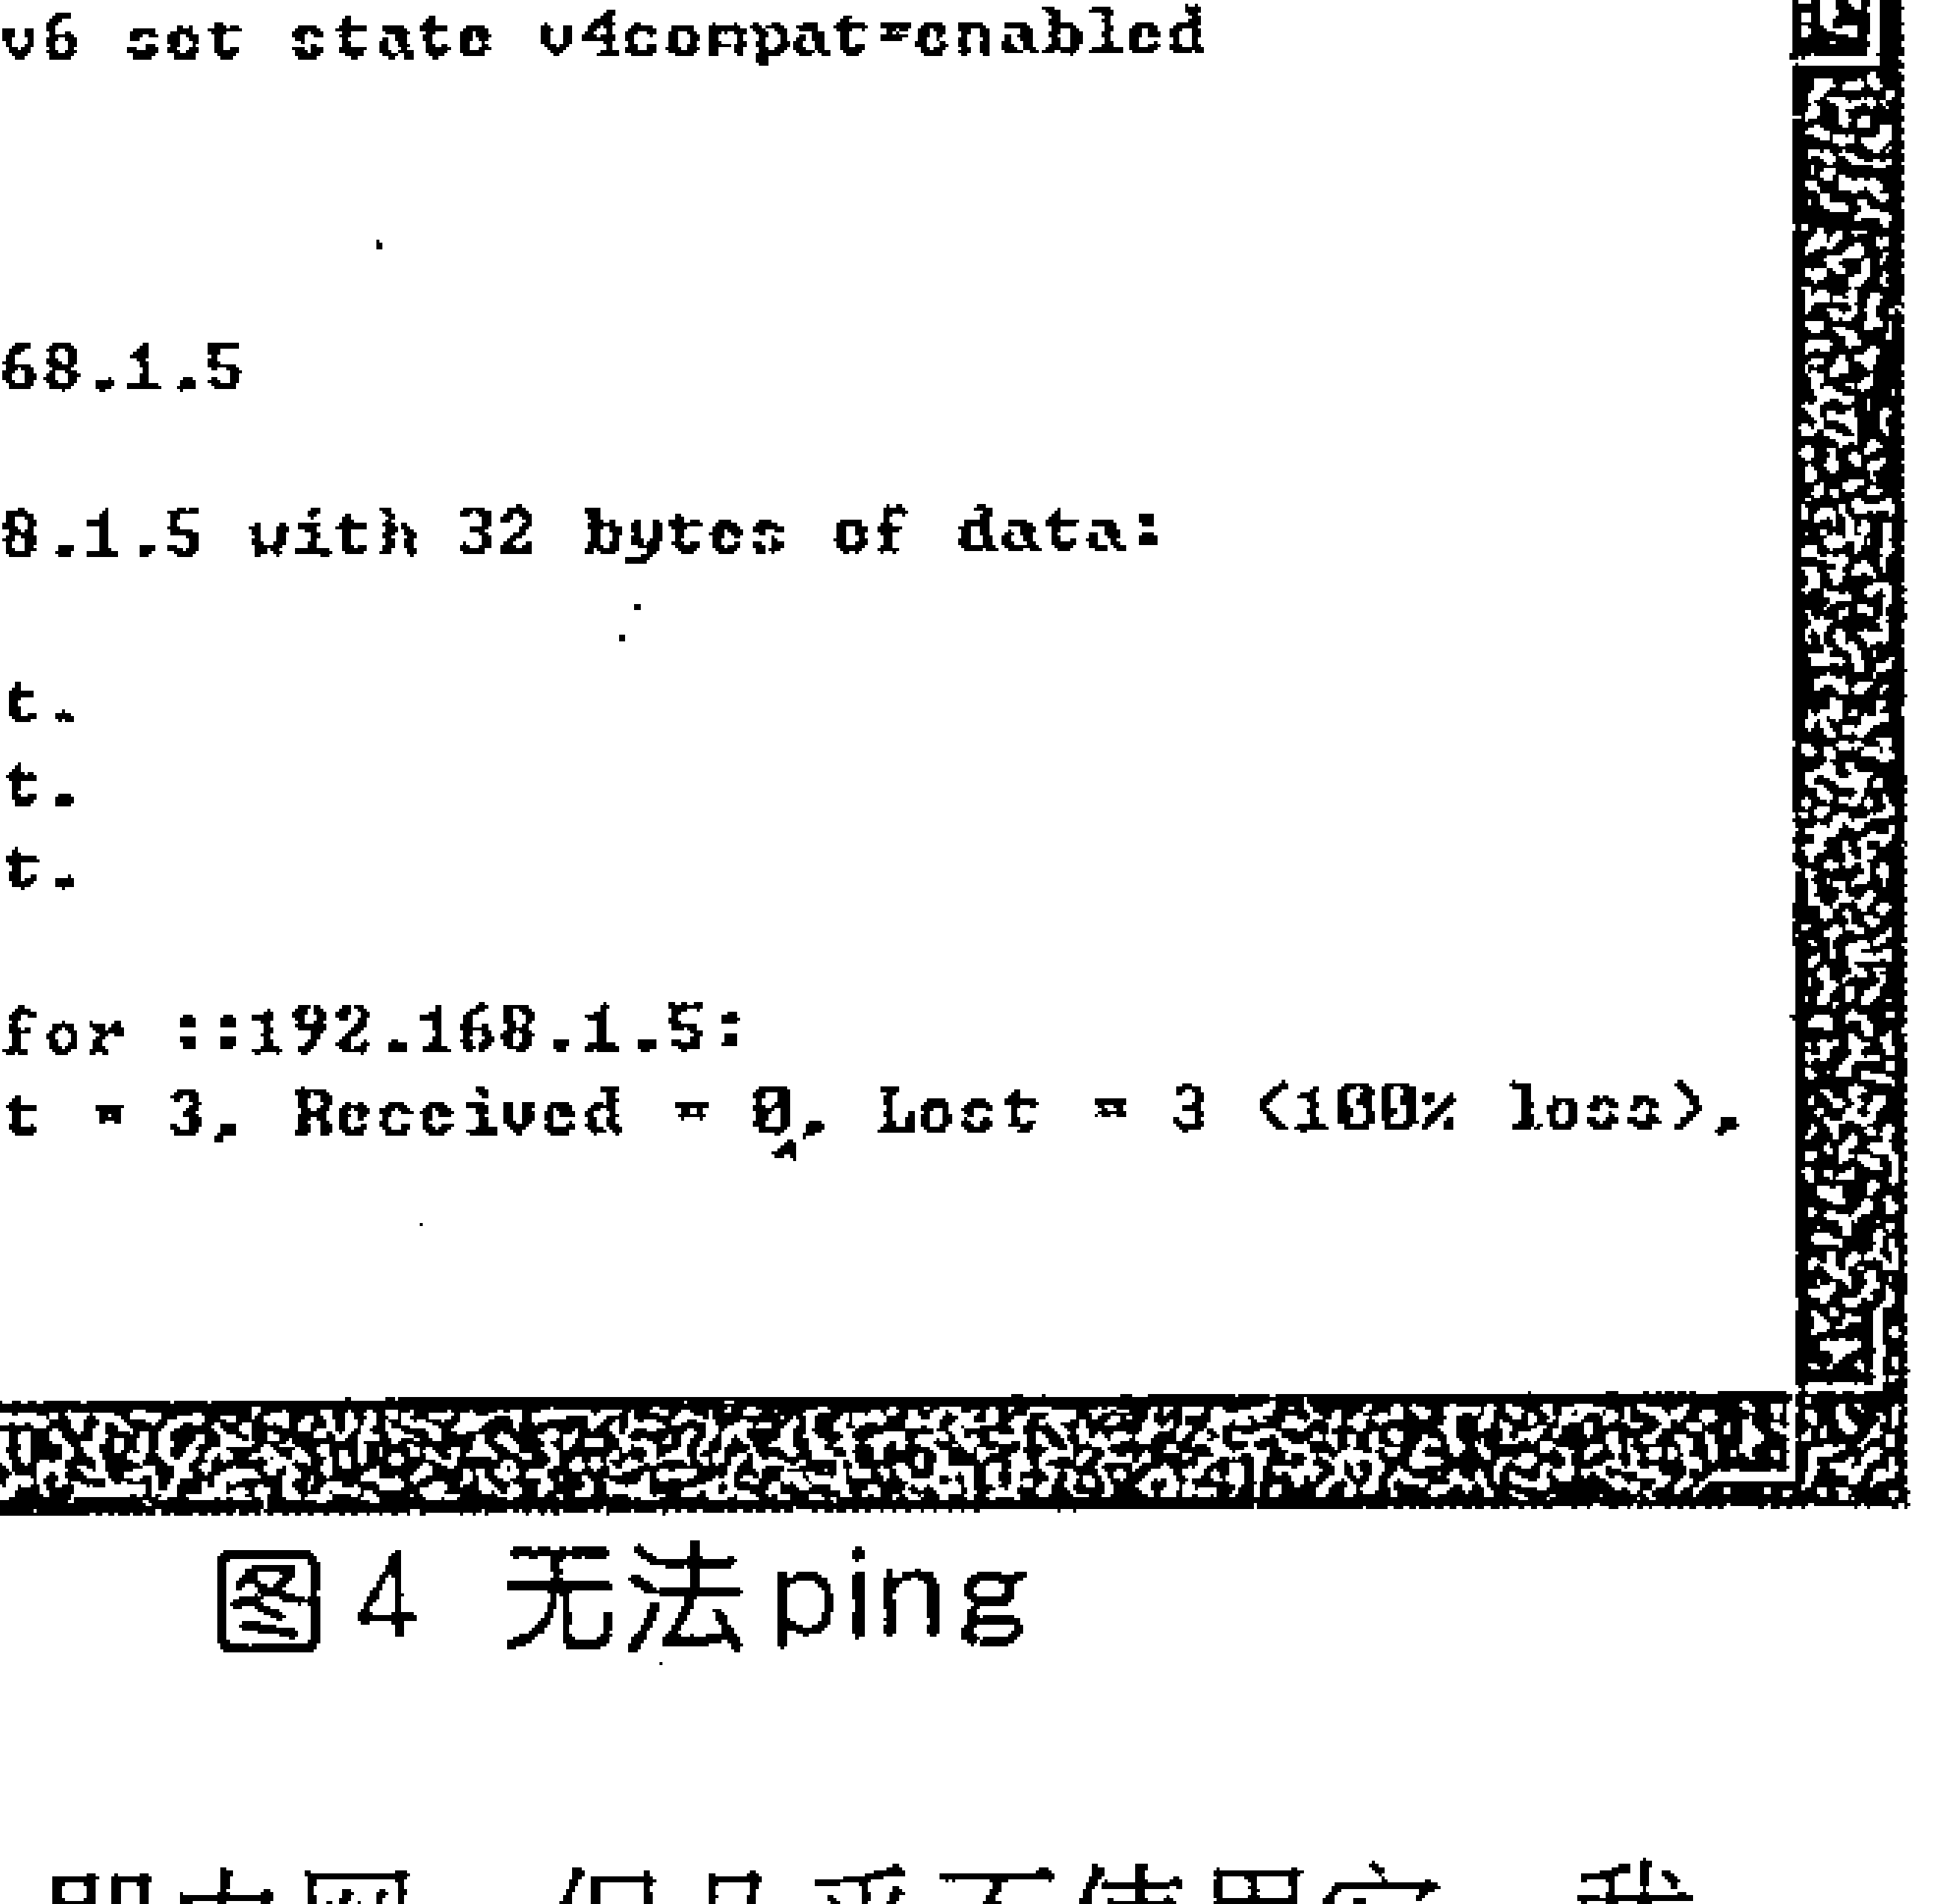 v6 set state v4compat=enabled
68.1.5
8.1.5 with 32 bytes of data:
t.
t.
t.
for ::192.168.1.5:
t = 3, Received = 0, Lost = 3 (100% loss),
图4 无法ping